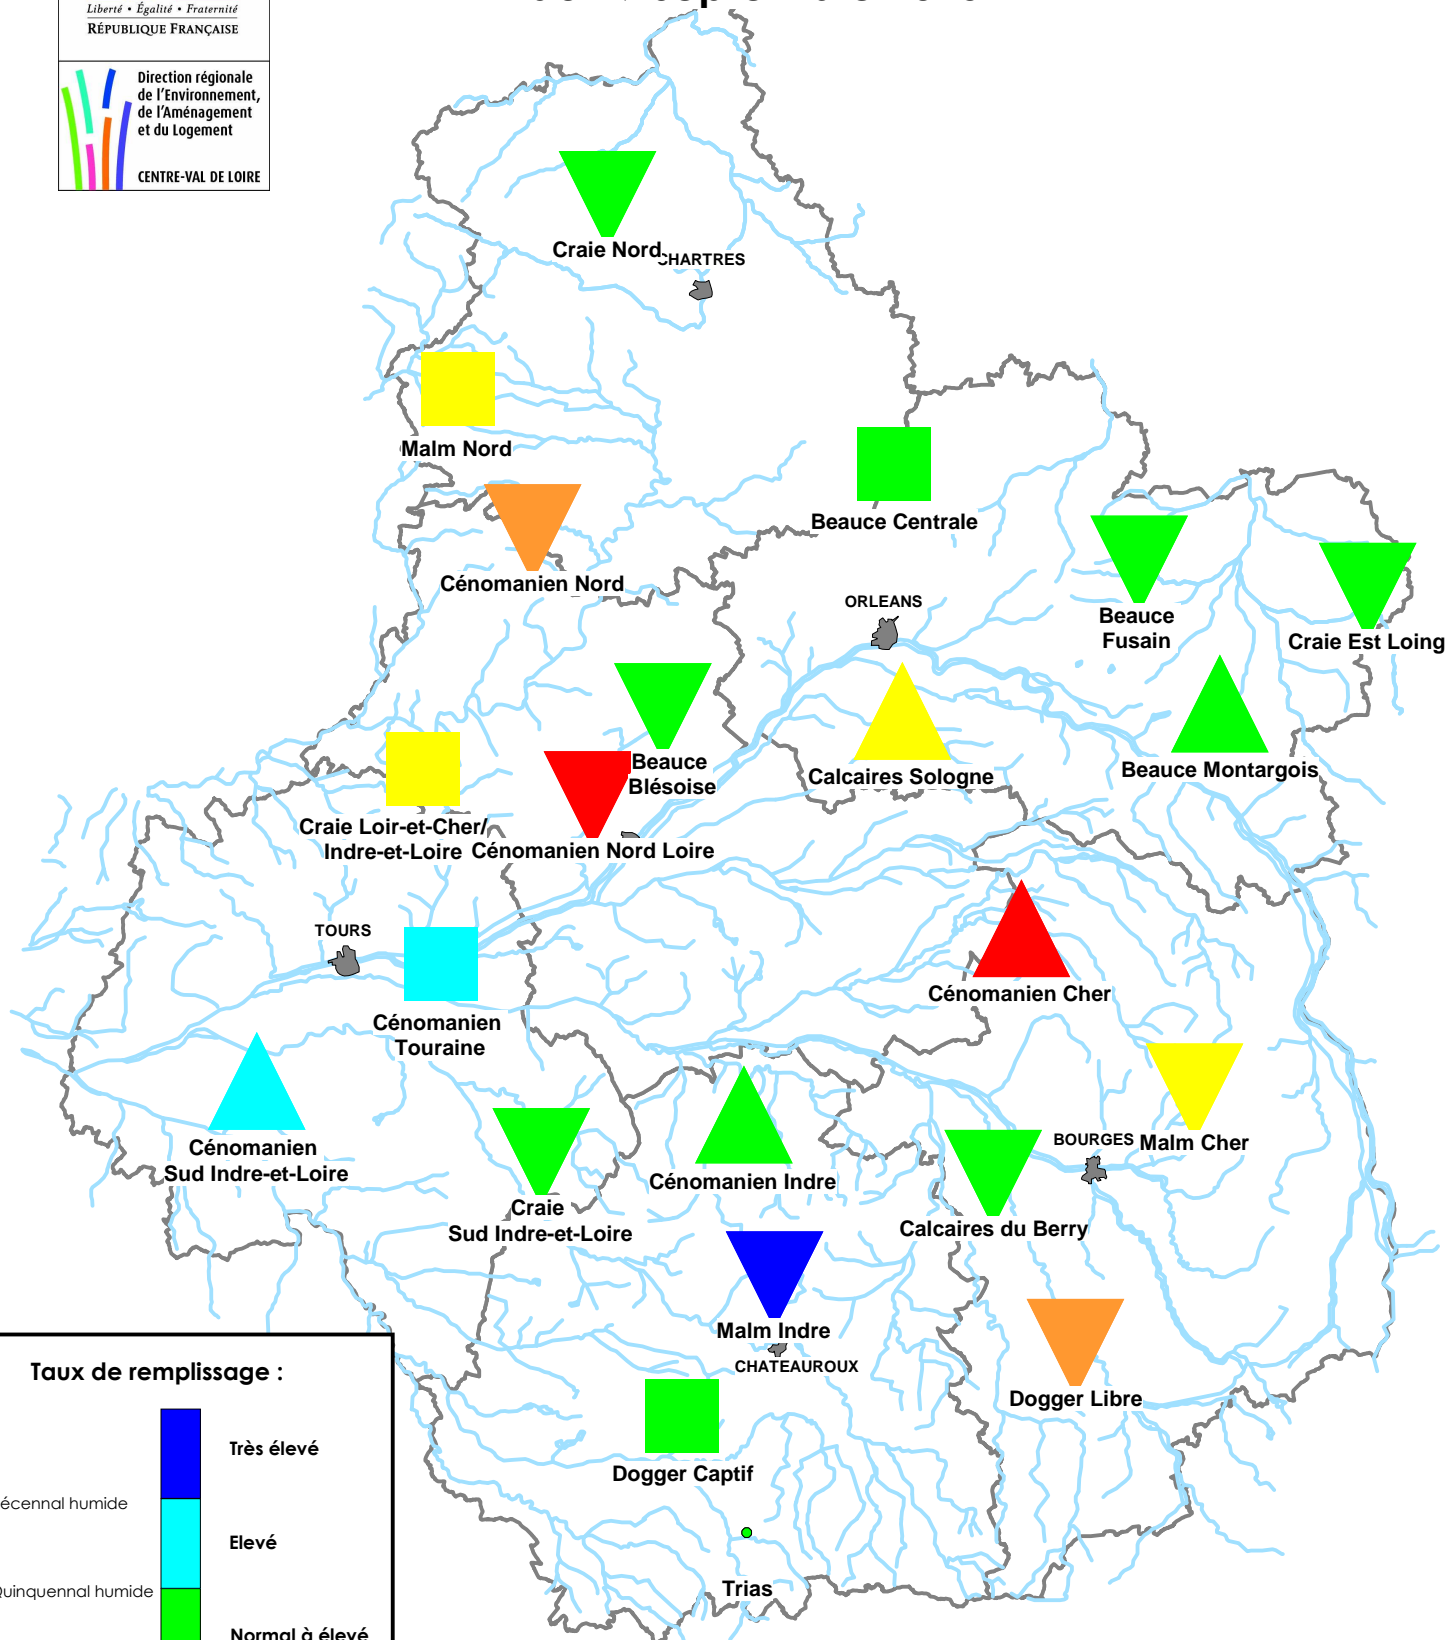 Liberté • Égalité • Fraternité
RÉPUBLIQUE FRANÇAISE
Direction régionale
de l'Environnement,
de l'Aménagement
et du Logement
CENTRE-VAL DE LOIRE
Craie Nord
CHARTRES
Malm Nord
Beauce Centrale
Cénomanien Nord
ORLEANS
Beauce
Fusain
Craie Est Loing
Beauce
Blésoise
Calcaires Sologne
Beauce Montargois
Craie Loir-et-Cher/
Indre-et-Loire
Cénomanien Nord Loire
TOURS
Cénomanien Cher
Cénomanien
Touraine
Cénomanien
Sud Indre-et-Loire
BOURGES
Malm Cher
Cénomanien Indre
Craie
Sud Indre-et-Loire
Calcaires du Berry
Malm Indre
CHATEAUROUX
Dogger Libre
Dogger Captif
Trias
Taux de remplissage :
Très élevé
écennal humide
Elevé
Quinquennal humide
Normal à élevé